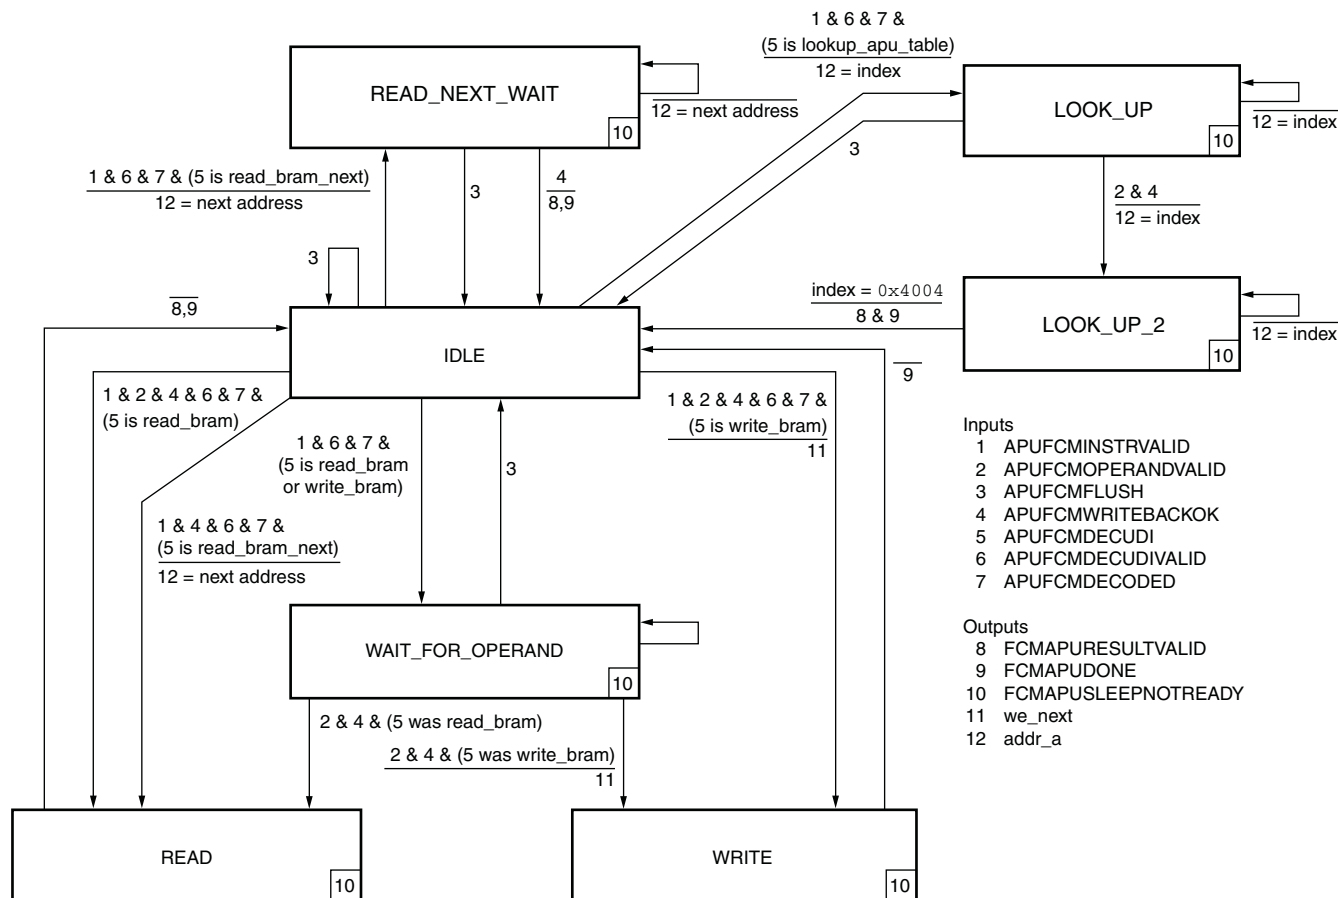 1 & 6 & 7 &
(5 is lookup_apu_table)
12 = index
READ_NEXT_WAIT
10
12 = next address
LOOK_UP
10
12 = index
3
1 & 6 & 7 & (5 is read_bram_next)
12 = next address
3
4
8,9
2 & 4
12 = index
3
8,9
index = 0x4004
8 & 9
LOOK_UP_2
10
12 = index
IDLE
9
1 & 2 & 4 & 6 & 7 &
(5 is read_bram)
1 & 6 & 7 &
(5 is read_bram
or write_bram)
3
1 & 2 & 4 & 6 & 7 &
(5 is write_bram)
11
1 & 4 & 6 & 7 &
(5 is read_bram_next)
12 = next address
Inputs
1 APUFCMINSTRVALID
2 APUFCMOPERANDVALID
3 APUFCMFLUSH
4 APUFCMWRITEBACKOK
5 APUFCMDECUDI
6 APUFCMDECUDIVALID
7 APUFCMDECODED
Outputs
8 FCMAPURESULTVALID
9 FCMAPUDONE
10 FCMAPUSLEEPNOTREADY
11 we_next
12 addr_a
WAIT_FOR_OPERAND
10
2 & 4 & (5 was read_bram)
2 & 4 & (5 was write_bram)
11
READ
10
WRITE
10